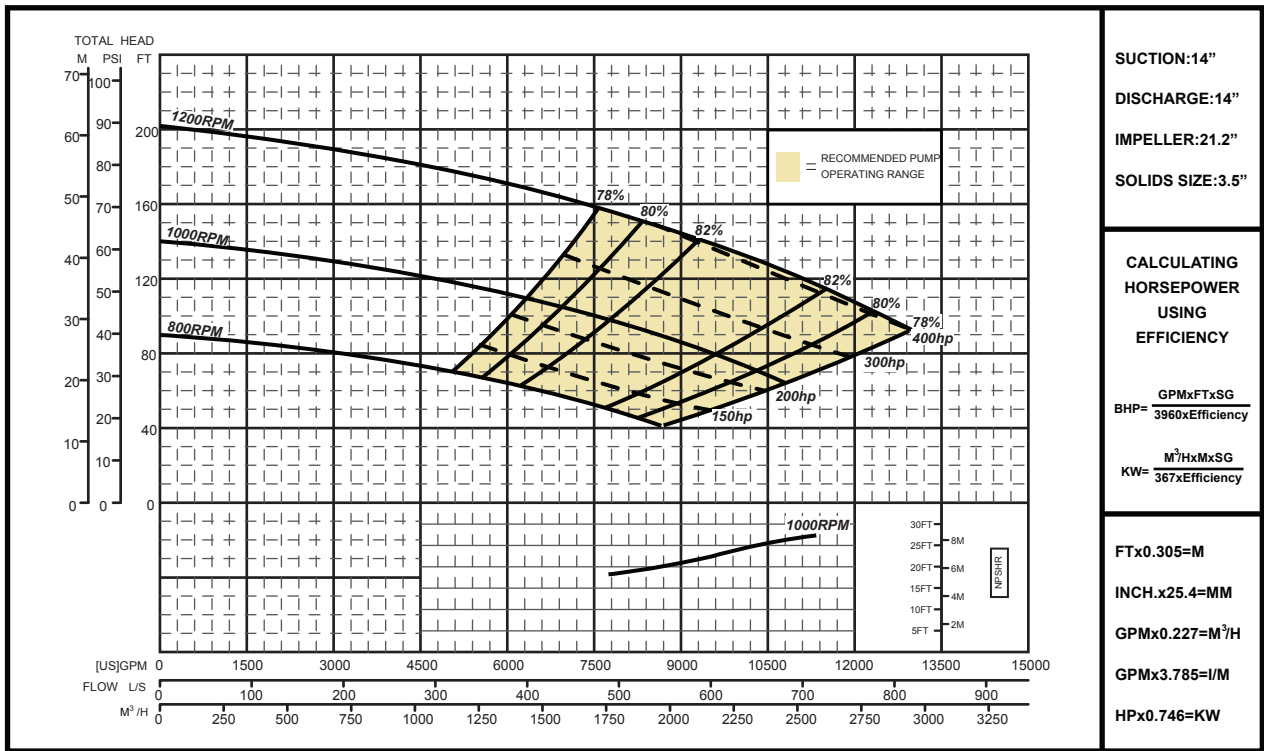 TOTAL HEAD
M PSI FT
70
60
50
40
30
20
10
0
100
90
80
70
60
50
40
30
20
10
0
200
160
120
80
40
0
1200RPM
1000RPM
800RPM
78%
80%
82%
82%
80%
78%
400hp
300hp
200hp
150hp
= RECOMMENDED PUMP
OPERATING RANGE
1000RPM
30FT
25FT
20FT
15FT
10FT
5FT
8M
6M
4M
2M
NPSHR
[US]GPM 0 1500 3000 4500 6000 7500 9000 10500 12000 13500 15000
FLOW L/S 0 100 200 300 400 500 600 700 800 900
M³/H 0 250 500 750 1000 1250 1500 1750 2000 2250 2500 2750 3000 3250
SUCTION:14”
DISCHARGE:14”
IMPELLER:21.2”
SOLIDS SIZE:3.5”
CALCULATING
HORSEPOWER
USING
EFFICIENCY
BHP= GPMxFTxSG
3960xEfficiency
KW= M³/HxMxSG
367xEfficiency
FTx0.305=M
INCH.x25.4=MM
GPMx0.227=M³/H
GPMx3.785=I/M
HPx0.746=KW